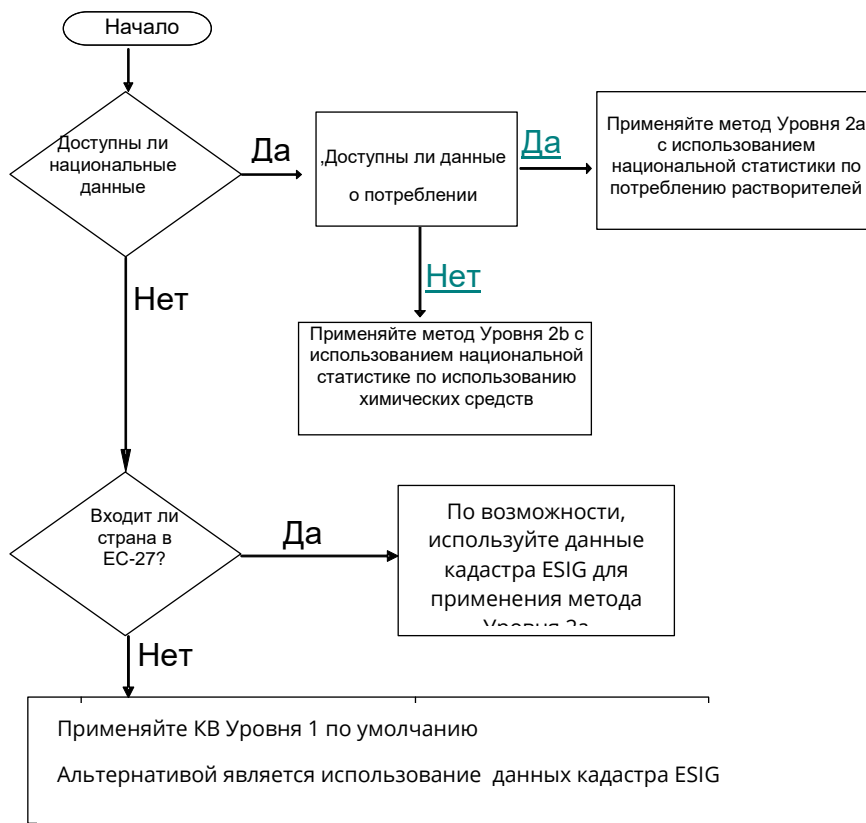 Начало
Доступны ли
национальные
данные
Да
,Доступны ли данные
о потреблении
Да
Применяйте метод Уровня 2а
с использованием
национальной статистики по
потреблению растворителей
Нет
Нет
Применяйте метод Уровня 2b с
использованием национальной
статистике по использованию
химических средств
Входит ли
страна в
ЕС-27?
Да
По возможности,
используйте данные
кадастра ESIG для
применения метода
Нет
Применяйте КВ Уровня 1 по умолчанию
Альтернативой является использование данных кадастра ESIG